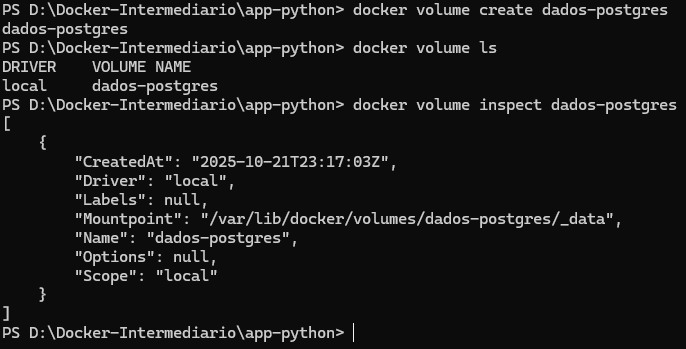 PS D:\Docker-Intermediario\app-python> docker volume create dados-postgres
dados-postgres
PS D:\Docker-Intermediario\app-python> docker volume ls
DRIVER    VOLUME NAME
local     dados-postgres
PS D:\Docker-Intermediario\app-python> docker volume inspect dados-postgres
[
    {
        "CreatedAt": "2025-10-21T23:17:03Z",
        "Driver": "local",
        "Labels": null,
        "Mountpoint": "/var/lib/docker/volumes/dados-postgres/_data",
        "Name": "dados-postgres",
        "Options": null,
        "Scope": "local"
    }
]
PS D:\Docker-Intermediario\app-python>